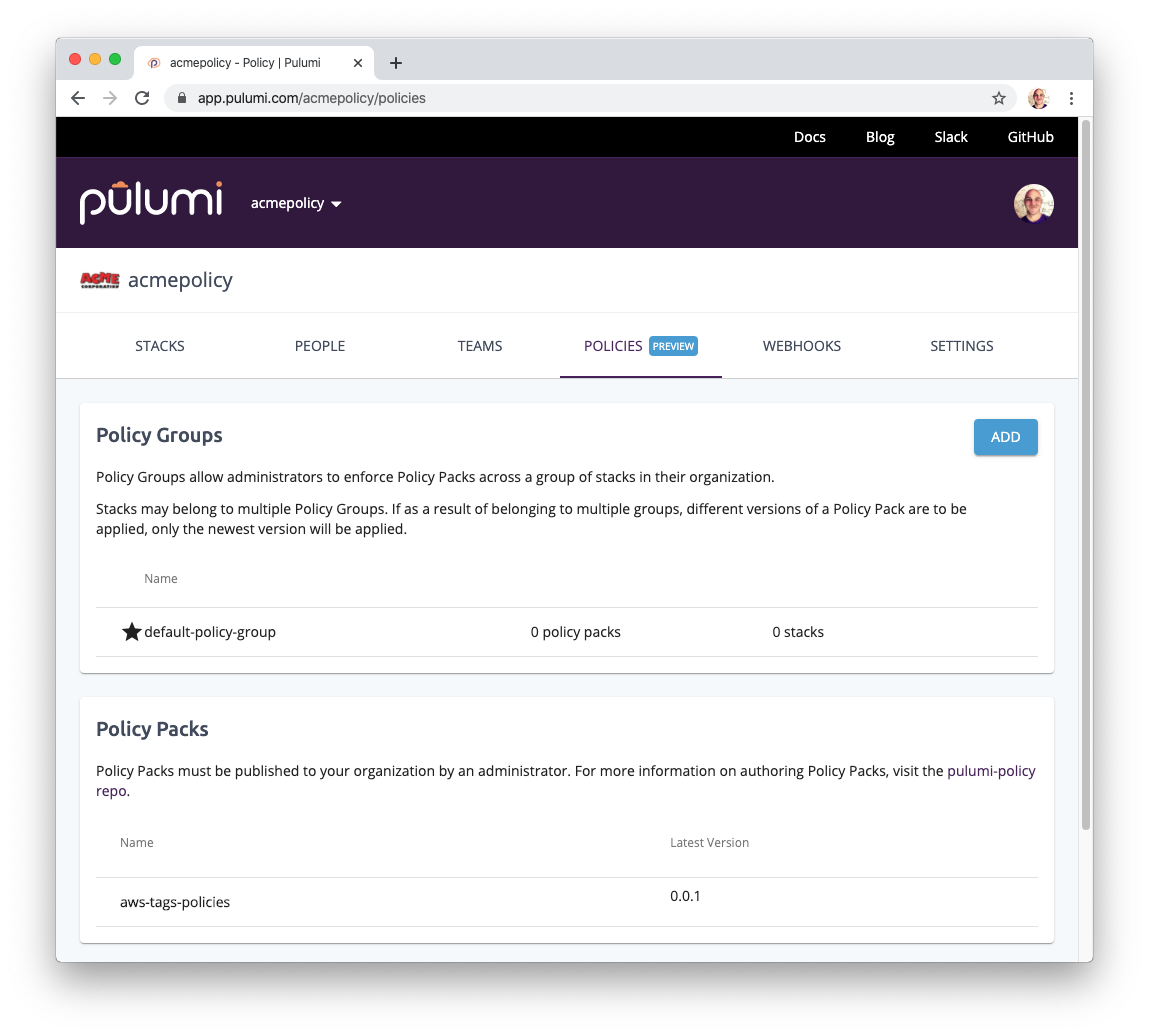 acmepolicy - Policy | Pulumi
app.pulumi.com/acmepolicy/policies
Docs Blog Slack GitHub
pulumi acmepolicy
ACME CORPORATION acmepolicy
STACKS PEOPLE TEAMS POLICIES PREVIEW WEBHOOKS SETTINGS
Policy Groups ADD
Policy Groups allow administrators to enforce Policy Packs across a group of stacks in their organization.
Stacks may belong to multiple Policy Groups. If as a result of belonging to multiple groups, different versions of a Policy Pack are to be
applied, only the newest version will be applied.
Name
default-policy-group 0 policy packs 0 stacks
Policy Packs
Policy Packs must be published to your organization by an administrator. For more information on authoring Policy Packs, visit the pulumi-policy
repo.
Name Latest Version
aws-tags-policies 0.0.1